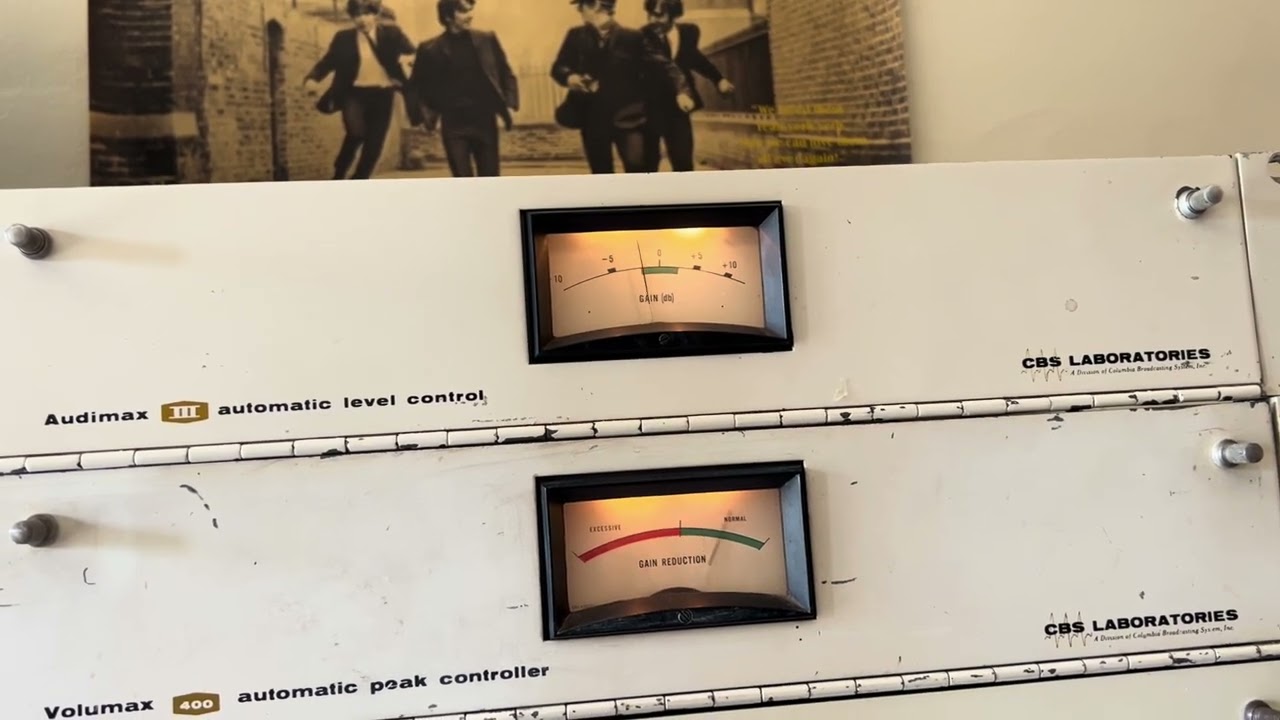 -5 0 +5 +10
10
GAIN (db)
CBS LABORATORIES
A Division of Columbia Broadcasting System, Inc.
Audimax III automatic level control
EXCESSIVE NORMAL
GAIN REDUCTION
CBS LABORATORIES
A Division of Columbia Broadcasting System, Inc.
Volumax 400 automatic peak controller